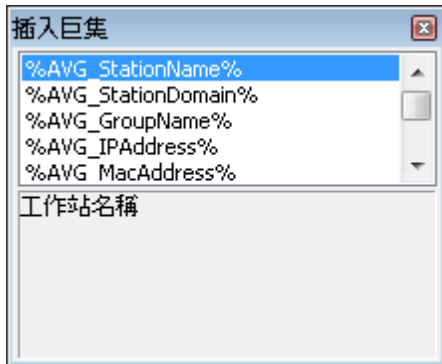 插入巨集
%AVG_StationName%
%AVG_StationDomain%
%AVG_GroupName%
%AVG_IPAddress%
%AVG_MacAddress%
工作站名稱